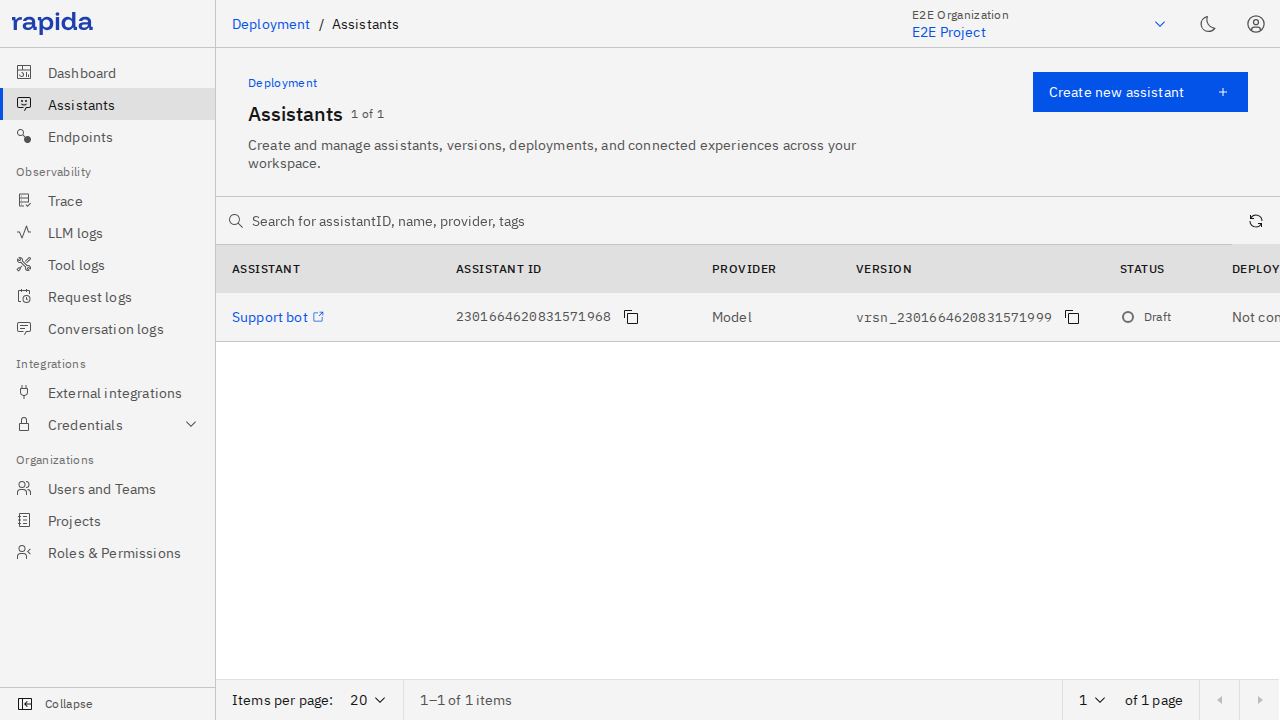 rapida
Deployment / Assistants
E2E Organization
E2E Project
Dashboard
Assistants
Endpoints
Observability
Trace
LLM logs
Tool logs
Request logs
Conversation logs
Integrations
External integrations
Credentials
Organizations
Users and Teams
Projects
Roles & Permissions
Collapse
Deployment
Assistants 1 of 1
Create and manage assistants, versions, deployments, and connected experiences across your
workspace.
Create new assistant +
Search for assistantID, name, provider, tags
ASSISTANT ASSISTANT ID PROVIDER VERSION STATUS DEPLOY
Support bot 2301664620831571968 Model vrsn_2301664620831571999 Draft Not con
Items per page: 20 1–1 of 1 items 1 of 1 page